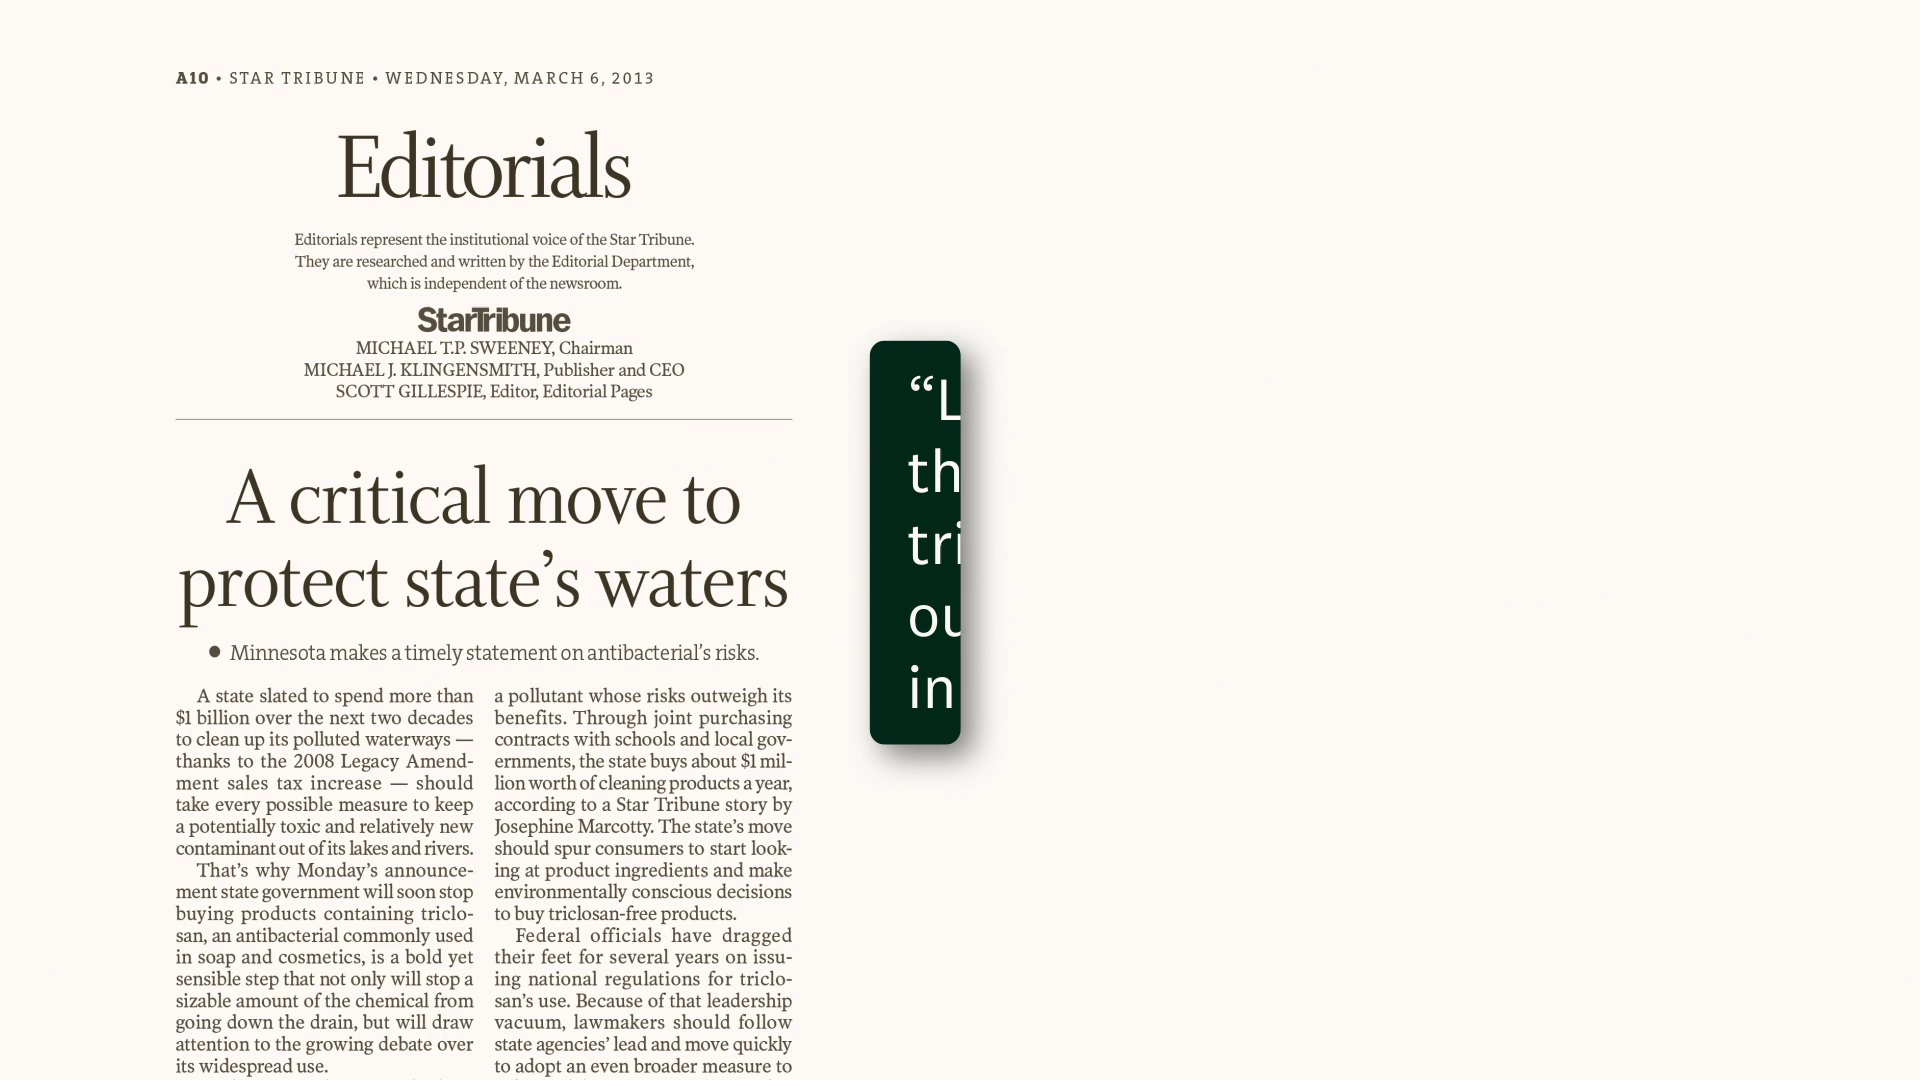 A10 • STAR TRIBUNE • WEDNESDAY, MARCH 6, 2013
Editorials
Editorials represent the institutional voice of the Star Tribune.
They are researched and written by the Editorial Department,
which is independent of the newsroom.
StarTribune
MICHAEL T.P. SWEENEY, Chairman
MICHAEL J. KLINGENSMITH, Publisher and CEO
SCOTT GILLESPIE, Editor, Editorial Pages
A critical move to
protect state’s waters
• Minnesota makes a timely statement on antibacterial’s risks.
A state slated to spend more than
$1 billion over the next two decades
to clean up its polluted waterways —
thanks to the 2008 Legacy Amend-
ment sales tax increase — should
take every possible measure to keep
a potentially toxic and relatively new
contaminant out of its lakes and rivers.
That’s why Monday’s announce-
ment state government will soon stop
buying products containing triclo-
san, an antibacterial commonly used
in soap and cosmetics, is a bold yet
sensible step that not only will stop a
sizable amount of the chemical from
going down the drain, but will draw
attention to the growing debate over
its widespread use.
a pollutant whose risks outweigh its
benefits. Through joint purchasing
contracts with schools and local gov-
ernments, the state buys about $1 mil-
lion worth of cleaning products a year,
according to a Star Tribune story by
Josephine Marcotty. The state’s move
should spur consumers to start look-
ing at product ingredients and make
environmentally conscious decisions
to buy triclosan-free products.
Federal officials have dragged
their feet for several years on issu-
ing national regulations for triclo-
san’s use. Because of that leadership
vacuum, lawmakers should follow
state agencies’ lead and move quickly
to adopt an even broader measure to
“L
th
tri
ou
in